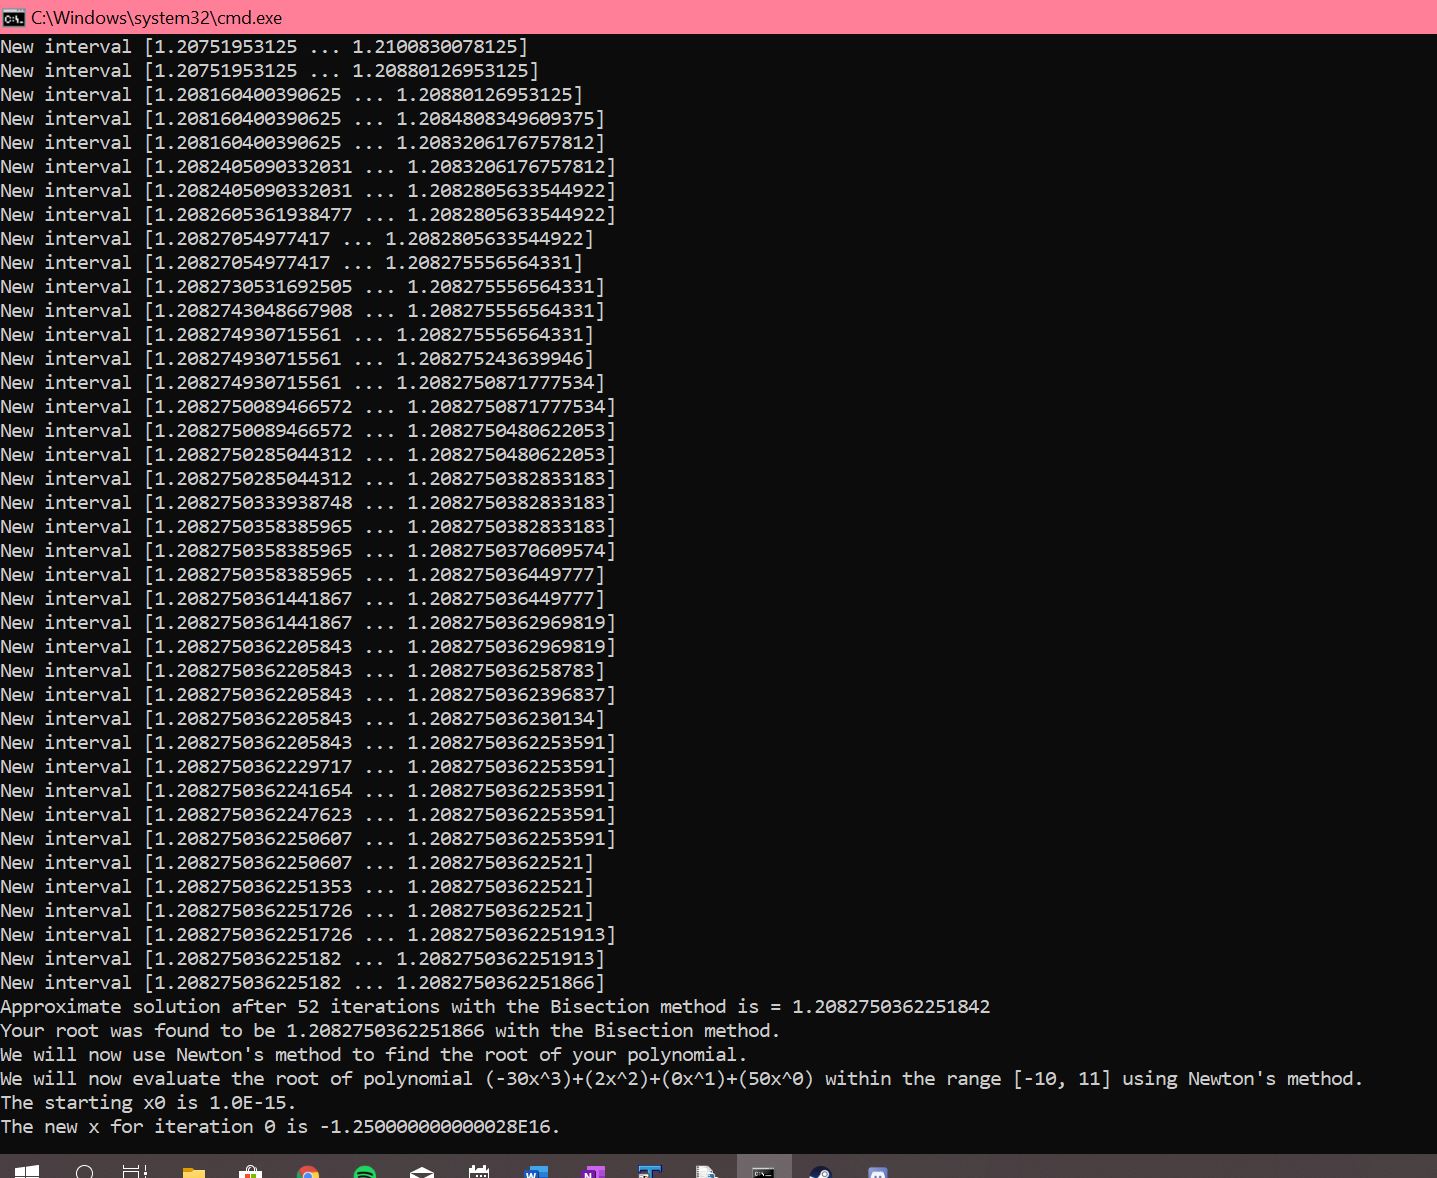 C:\Windows\system32\cmd.exe
New interval [1.20751953125 ... 1.2100830078125]
New interval [1.20751953125 ... 1.20880126953125]
New interval [1.208160400390625 ... 1.20880126953125]
New interval [1.208160400390625 ... 1.2084808349609375]
New interval [1.208160400390625 ... 1.2083206176757812]
New interval [1.2082405090332031 ... 1.2083206176757812]
New interval [1.2082405090332031 ... 1.2082805633544922]
New interval [1.2082605361938477 ... 1.2082805633544922]
New interval [1.20827054977417 ... 1.2082805633544922]
New interval [1.20827054977417 ... 1.208275556564331]
New interval [1.2082730531692505 ... 1.208275556564331]
New interval [1.2082743048667908 ... 1.208275556564331]
New interval [1.208274930715561 ... 1.208275556564331]
New interval [1.208274930715561 ... 1.208275243639946]
New interval [1.208274930715561 ... 1.2082750871777534]
New interval [1.2082750089466572 ... 1.2082750871777534]
New interval [1.2082750089466572 ... 1.2082750480622053]
New interval [1.2082750285044312 ... 1.2082750480622053]
New interval [1.2082750285044312 ... 1.2082750382833183]
New interval [1.2082750333938748 ... 1.2082750382833183]
New interval [1.2082750358385965 ... 1.2082750382833183]
New interval [1.2082750358385965 ... 1.2082750370609574]
New interval [1.2082750358385965 ... 1.208275036449777]
New interval [1.2082750361441867 ... 1.208275036449777]
New interval [1.2082750361441867 ... 1.2082750362969819]
New interval [1.2082750362205843 ... 1.2082750362969819]
New interval [1.2082750362205843 ... 1.208275036258783]
New interval [1.2082750362205843 ... 1.2082750362396837]
New interval [1.2082750362205843 ... 1.208275036230134]
New interval [1.2082750362205843 ... 1.2082750362253591]
New interval [1.2082750362229717 ... 1.2082750362253591]
New interval [1.2082750362241654 ... 1.2082750362253591]
New interval [1.2082750362247623 ... 1.2082750362253591]
New interval [1.2082750362250607 ... 1.2082750362253591]
New interval [1.2082750362250607 ... 1.20827503622521]
New interval [1.2082750362251353 ... 1.20827503622521]
New interval [1.2082750362251726 ... 1.20827503622521]
New interval [1.2082750362251726 ... 1.2082750362251913]
New interval [1.208275036225182 ... 1.2082750362251913]
New interval [1.208275036225182 ... 1.2082750362251866]
Approximate solution after 52 iterations with the Bisection method is = 1.2082750362251842
Your root was found to be 1.2082750362251866 with the Bisection method.
We will now use Newton's method to find the root of your polynomial.
We will now evaluate the root of polynomial (-30x^3)+(2x^2)+(0x^1)+(50x^0) within the range [-10, 11] using Newton's method.
The starting x0 is 1.0E-15.
The new x for iteration 0 is -1.250000000000028E16.